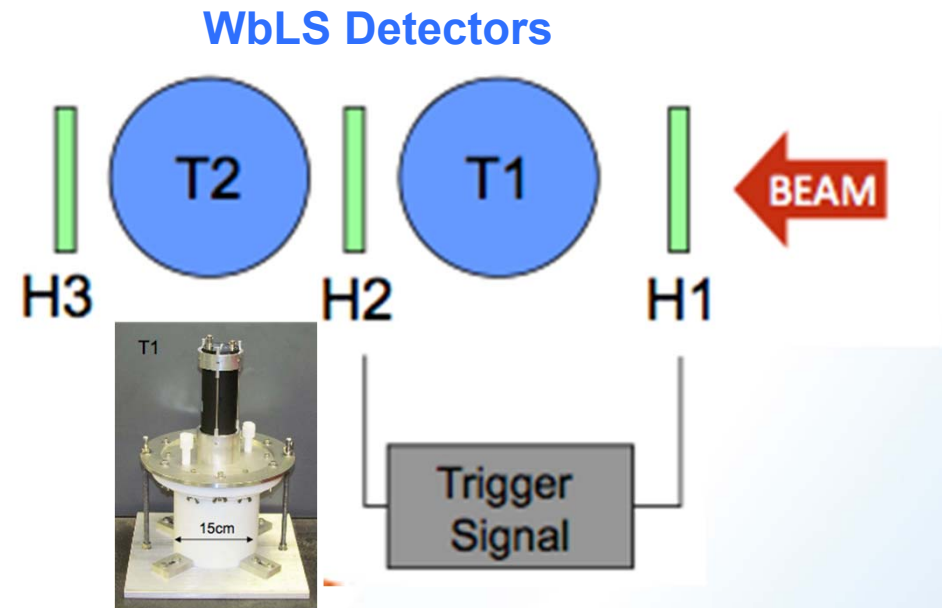 WbLS Detectors
T2
T1
BEAM
H3
H2
H1
T1
15cm
Trigger
Signal